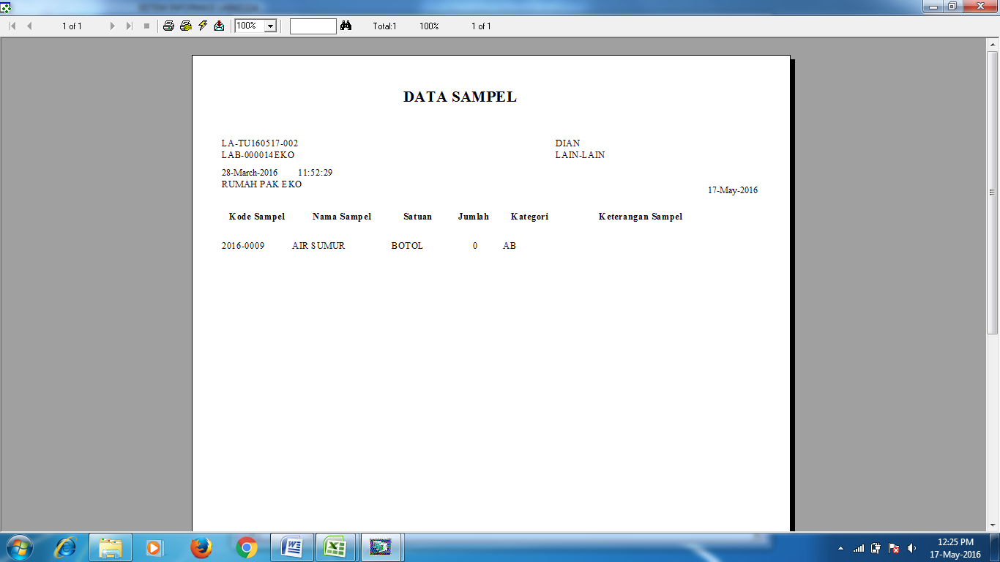 1 of 1 100% Total:1 100% 1 of 1
DATA SAMPEL
LA-TU160517-002 DIAN
LAB-000014EKO LAIN-LAIN
28-March-2016 11:52:29
RUMAH PAK EKO
17-May-2016
Kode Sampel Nama Sampel Satuan Jumlah Kategori Keterangan Sampel
2016-0009 AIR SUMUR BOTOL 0 AB
12:25 PM
17-May-2016